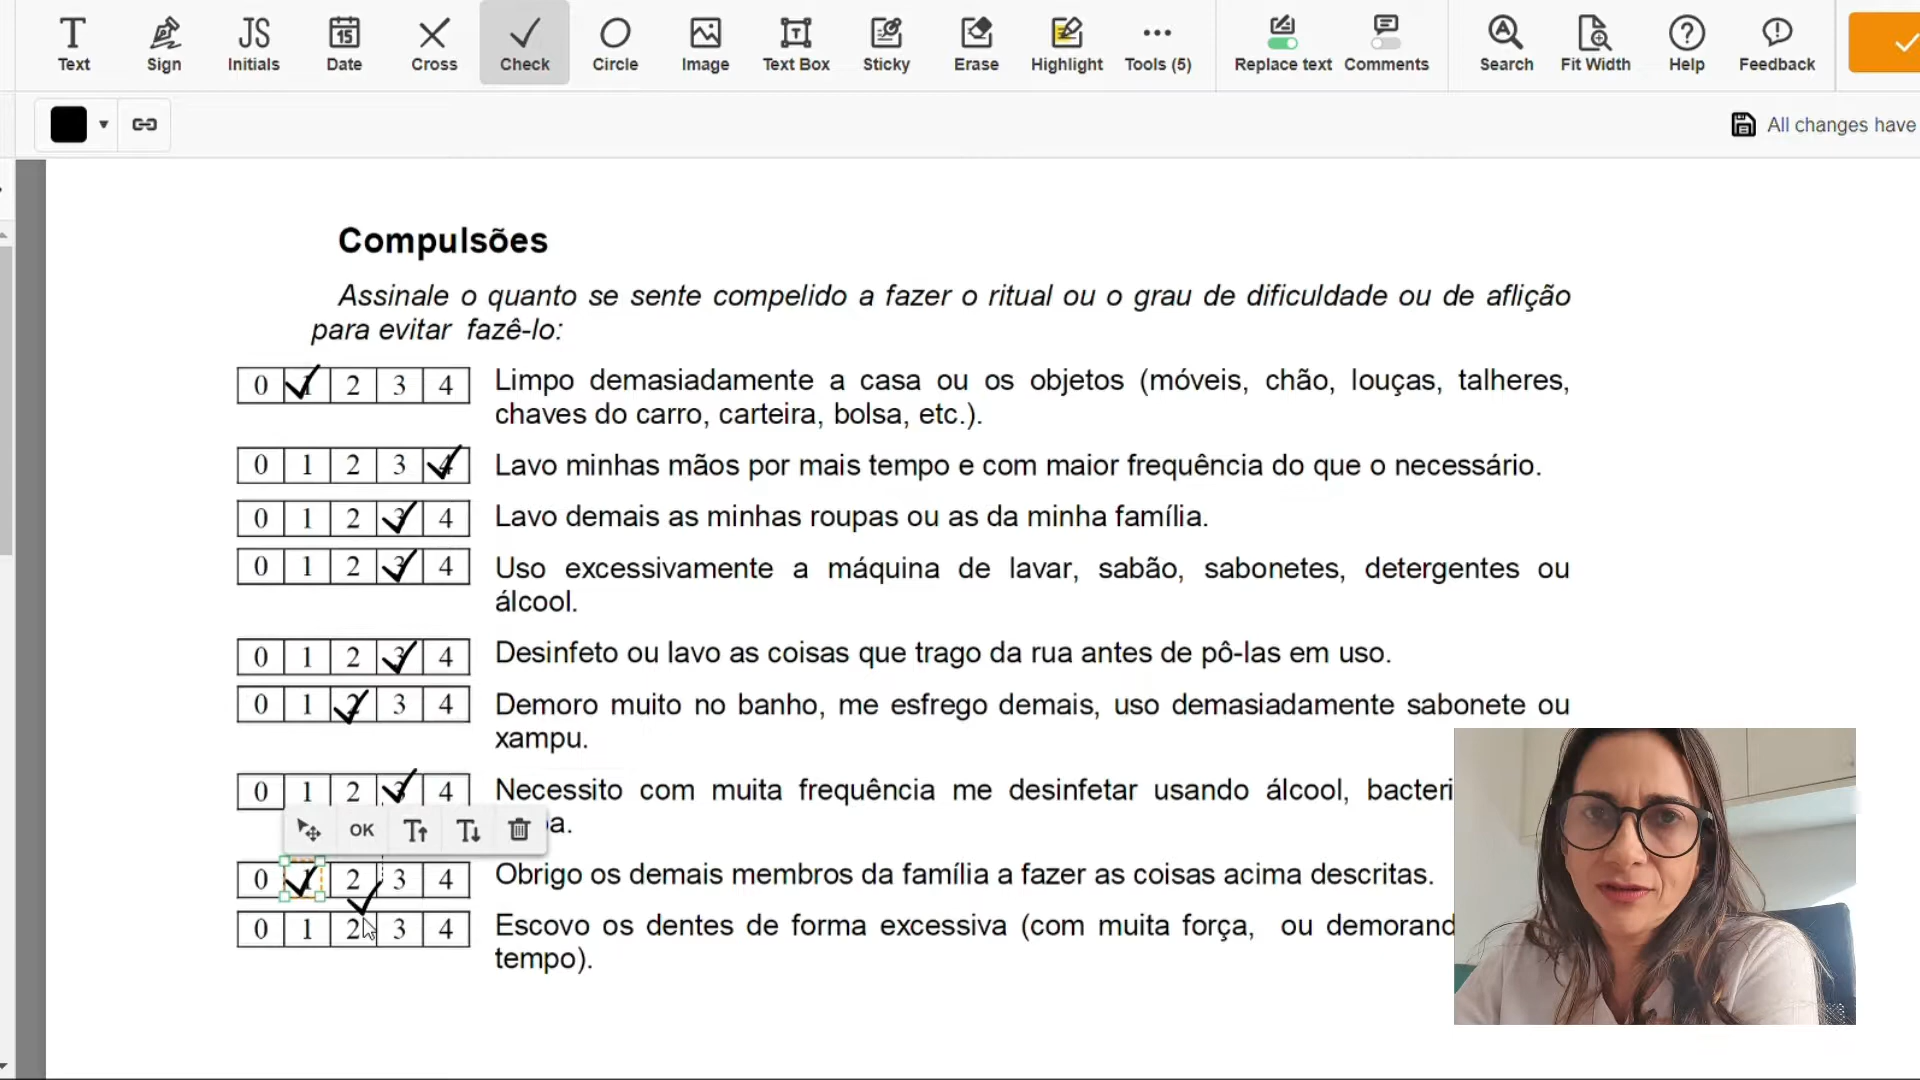 Text Sign Initials Date Cross Check Circle Image Text Box Sticky Erase Highlight Tools (5) Replace text Comments Search Fit Width Help Feedback
All changes have
Compulsões
Assinale o quanto se sente compelido a fazer o ritual ou o grau de dificuldade ou de aflição
para evitar fazê-lo:
0 1 2 3 4 Limpo demasiadamente a casa ou os objetos (móveis, chão, louças, talheres,
chaves do carro, carteira, bolsa, etc.).
0 1 2 3 4 Lavo minhas mãos por mais tempo e com maior frequência do que o necessário.
0 1 2 3 4 Lavo demais as minhas roupas ou as da minha família.
0 1 2 3 4 Uso excessivamente a máquina de lavar, sabão, sabonetes, detergentes ou
álcool.
0 1 2 3 4 Desinfeto ou lavo as coisas que trago da rua antes de pô-las em uso.
0 1 2 3 4 Demoro muito no banho, me esfrego demais, uso demasiadamente sabonete ou
xampu.
0 1 2 3 4 Necessito com muita frequência me desinfetar usando álcool, bacteri
OK a.
0 1 2 3 4 Obrigo os demais membros da família a fazer as coisas acima descritas.
0 1 2 3 4 Escovo os dentes de forma excessiva (com muita força, ou demorand
tempo).